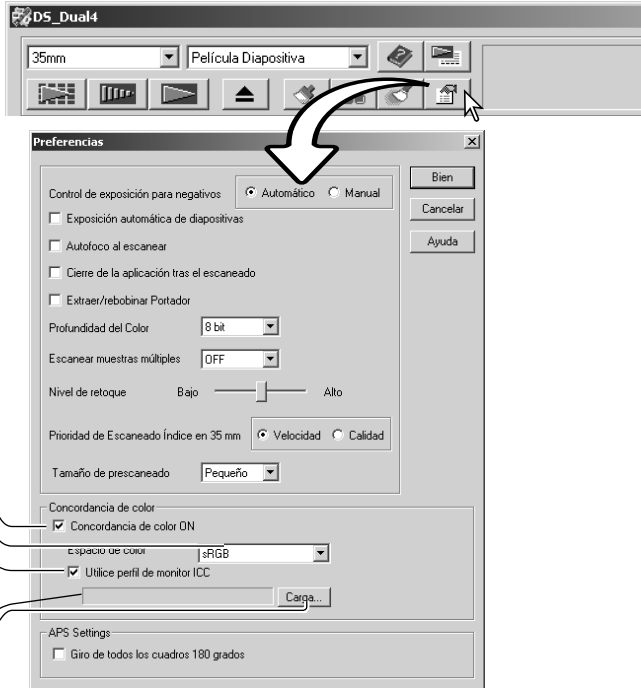 DS_Dual4
35mm Película Diapositiva
Preferencias
Control de exposición para negativos Automático Manual
Bien
Exposición automática de diapositivas
Cancelar
Autofoco al escanear
Ayuda
Cierre de la aplicación tras el escaneado
Extraer/rebobinar Portador
Profundidad del Color 8 bit
Escanear muestras múltiples OFF
Nivel de retoque Bajo Alto
Prioridad de Escaneado Índice en 35 mm Velocidad Calidad
Tamaño de prescaneado Pequeño
Concordancia de color
Concordancia de color ON
Espacio de color sRGB
Utilice perfil de monitor ICC
Carga...
APS Settings
Giro de todos los cuadros 180 grados